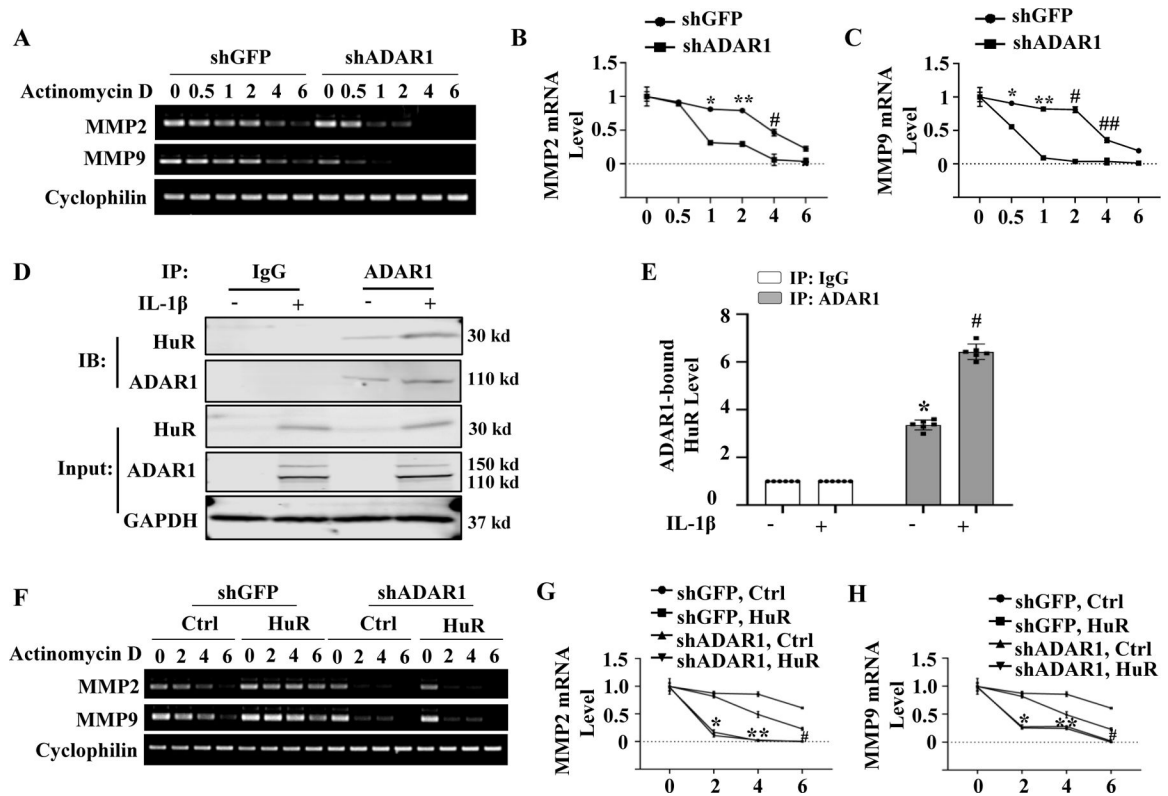 A
shGFP shADAR1
Actinomycin D 0 0.5 1 2 4 6 0 0.5 1 2 4 6
MMP2
MMP9
Cyclophilin
B
shGFP
shADAR1
MMP2 mRNA
Level
1.5
1
0.5
0
* ** #
0 0.5 1 2 4 6
C
shGFP
shADAR1
MMP9 mRNA
Level
1.5
1
0.5
0
* ** # ##
0 0.5 1 2 4 6
D
IP: IgG ADAR1
IL-1β - + - +
IB:
HuR 30 kd
ADAR1 110 kd
Input:
HuR 30 kd
ADAR1 150 kd
110 kd
GAPDH 37 kd
E
IP: IgG
IP: ADAR1
ADAR1-bound
HuR Level
8
6
4
2
0
* #
IL-1β - + - +
F
shGFP shADAR1
Ctrl HuR Ctrl HuR
Actinomycin D 0 2 4 6 0 2 4 6 0 2 4 6 0 2 4 6
MMP2
MMP9
Cyclophilin
G
shGFP, Ctrl
shGFP, HuR
shADAR1, Ctrl
shADAR1, HuR
MMP2 mRNA
Level
1.5
1
0.5
0
* ** #
0 2 4 6
H
shGFP, Ctrl
shGFP, HuR
shADAR1, Ctrl
shADAR1, HuR
MMP9 mRNA
Level
1.5
1
0.5
0
* ** #
0 2 4 6